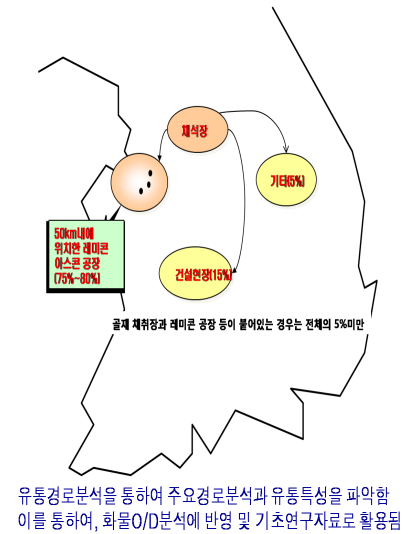 채석장
기타(5%)
50km내에
위치한 레미콘
아스콘 공장
(75%~80%)
건설현장(15%)
골재 채취장과 레미콘 공장 등이 붙어있는 경우는 전체의 5%미만
유통경로분석을 통하여 주요경로분석과 유통특성을 파악함
이를 통하여, 화물O/D분석에 반영 및 기초연구자료로 활용됨